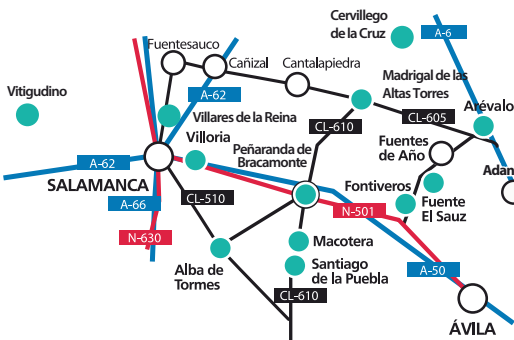 Cervillego
de la Cruz
A-6
Fuentesauco
Cañizal
Cantalapiedra
Madrigal de las
Altas Torres
Vitigudino
A-62
Arévalo
Villares de la Reina
CL-610
CL-605
Villoria
Peñaranda de
Bracamonte
Fuentes
de Año
A-62
Adan
SALAMANCA
CL-510
Fontiveros
Fuente
El Sauz
A-66
N-501
N-630
Macotera
Alba de
Tormes
Santiago
de la Puebla
A-50
CL-610
ÁVILA